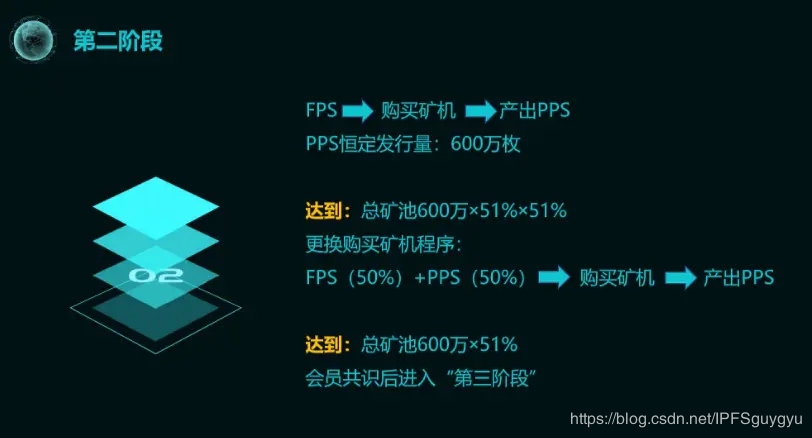 第二阶段
FPS 购买矿机 产出PPS
PPS恒定发行量：600万枚
达到：总矿池600万×51%×51%
更换购买矿机程序：
FPS（50%）+PPS（50%） 购买矿机 产出PPS
02
达到：总矿池600万×51%
会员共识后进入“第三阶段”
https://blog.csdn.net/IPFSguygyu